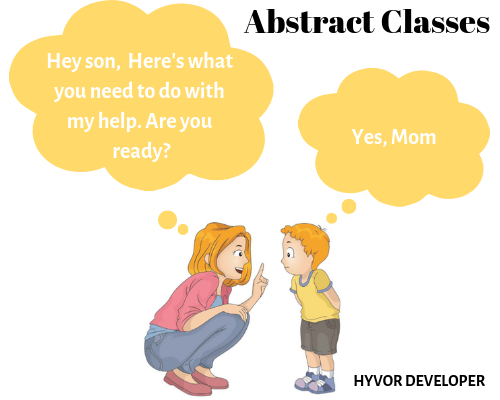 Abstract Classes
Hey son, Here's what
you need to do with
my help. Are you
ready?
Yes, Mom
HYVOR DEVELOPER